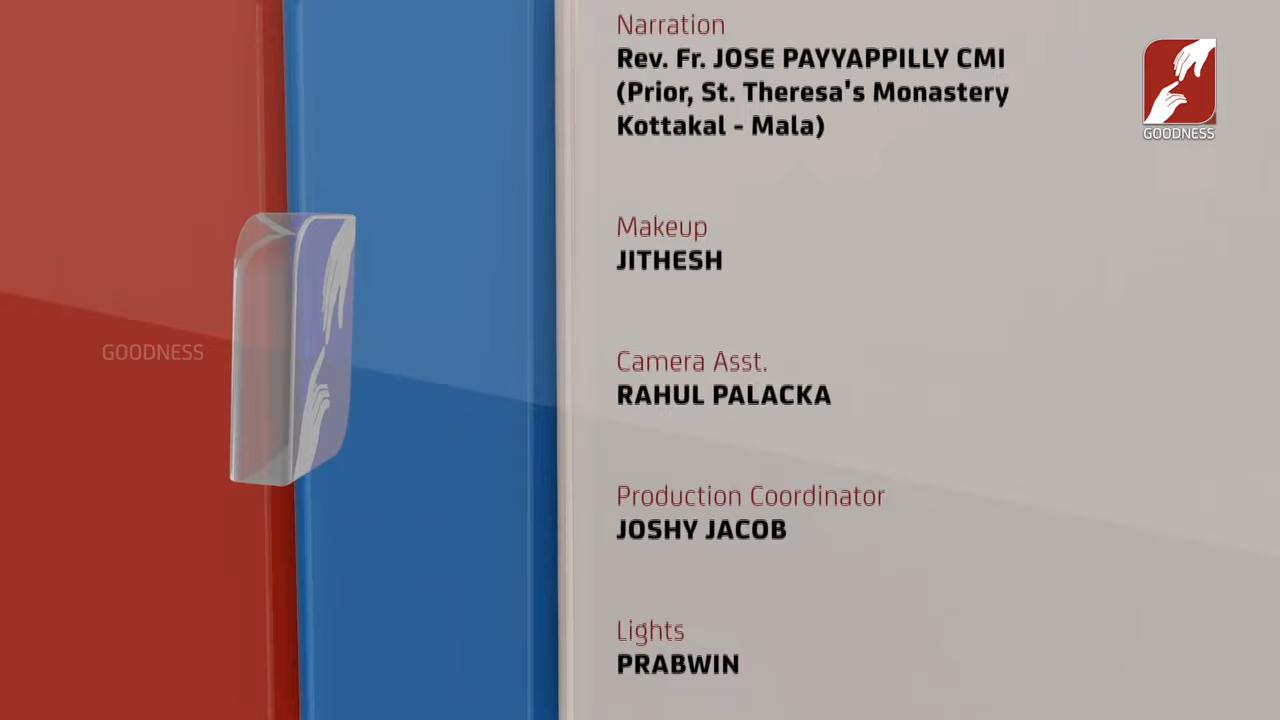 Narration
Rev. Fr. JOSE PAYYAPPILLY CMI
(Prior, St. Theresa's Monastery
Kottakal - Mala)
GOODNESS
Makeup
JITHESH
GOODNESS
Camera Asst.
RAHUL PALACKA
Production Coordinator
JOSHY JACOB
Lights
PRABWIN